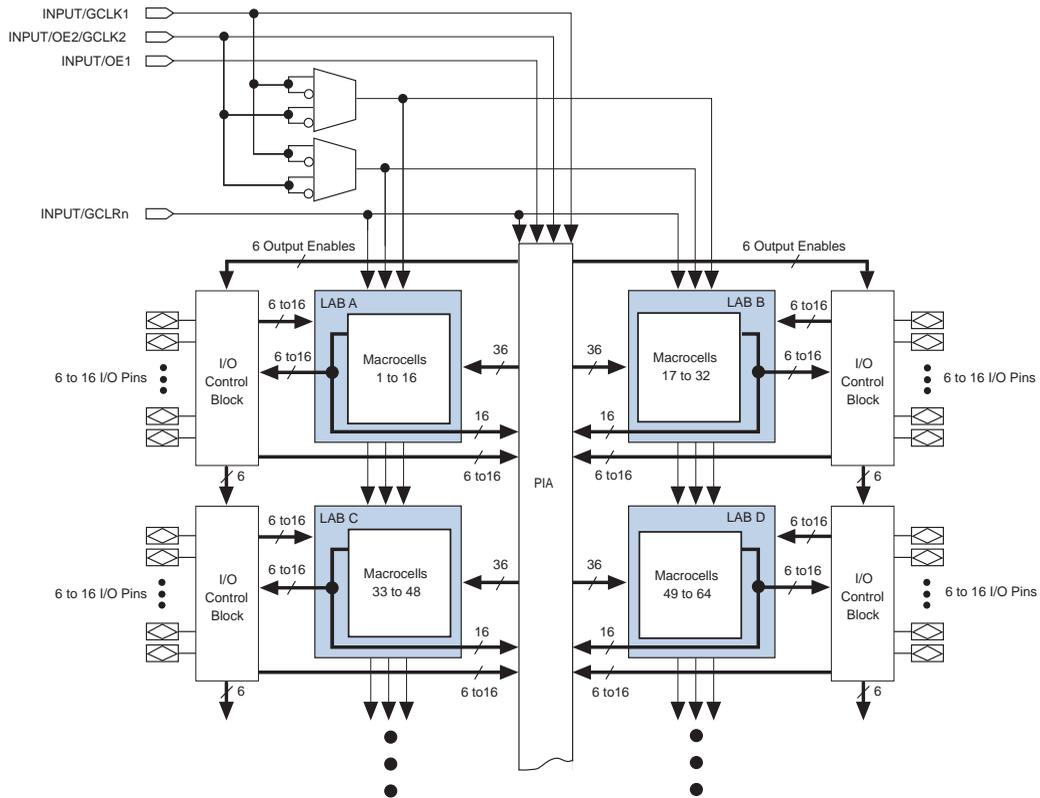 INPUT/GCLK1
INPUT/OE2/GCLK2
INPUT/OE1
INPUT/GCLRn
6 Output Enables
6 Output Enables
LAB A
LAB B
6 to16
6 to16
I/O
Control
Block
6 to16
Macrocells
1 to 16
36
36
Macrocells
17 to 32
6 to16
I/O
Control
Block
6 to 16 I/O Pins
6 to 16 I/O Pins
16
16
6 to16
6 to16
PIA
6
6
LAB C
LAB D
6 to16
6 to16
I/O
Control
Block
6 to16
Macrocells
33 to 48
36
36
Macrocells
49 to 64
6 to16
I/O
Control
Block
6 to 16 I/O Pins
6 to 16 I/O Pins
16
16
6 to16
6 to16
6
6